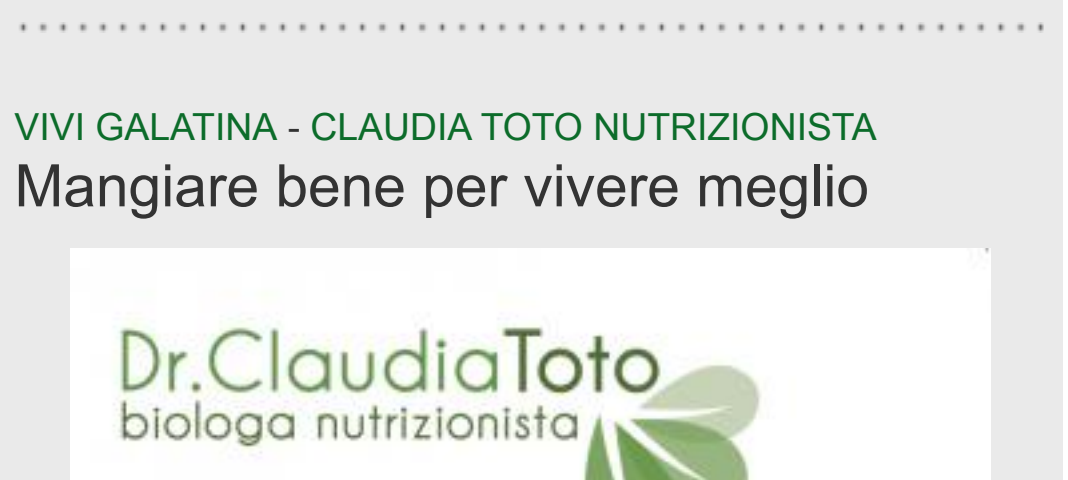 VIVI GALATINA - CLAUDIA TOTO NUTRIZIONISTA
Mangiare bene per vivere meglio
Dr.ClaudiaToto
biologa nutrizionista